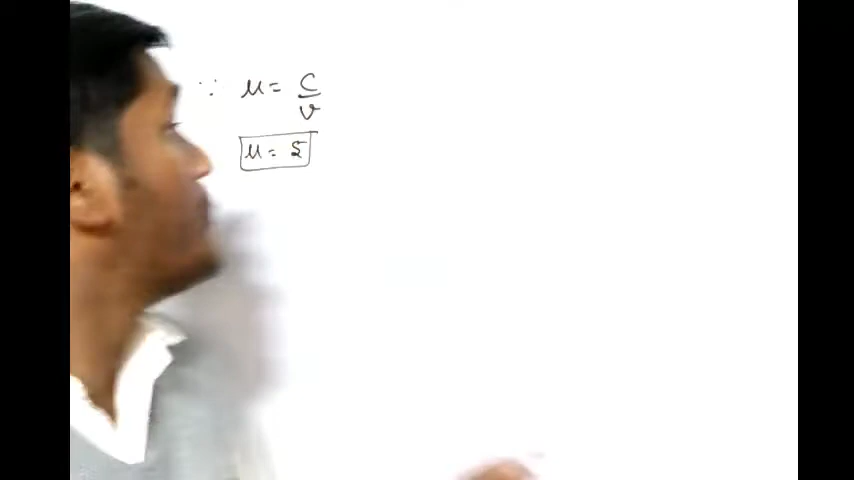 ∵ μ = c/v
μ = 5